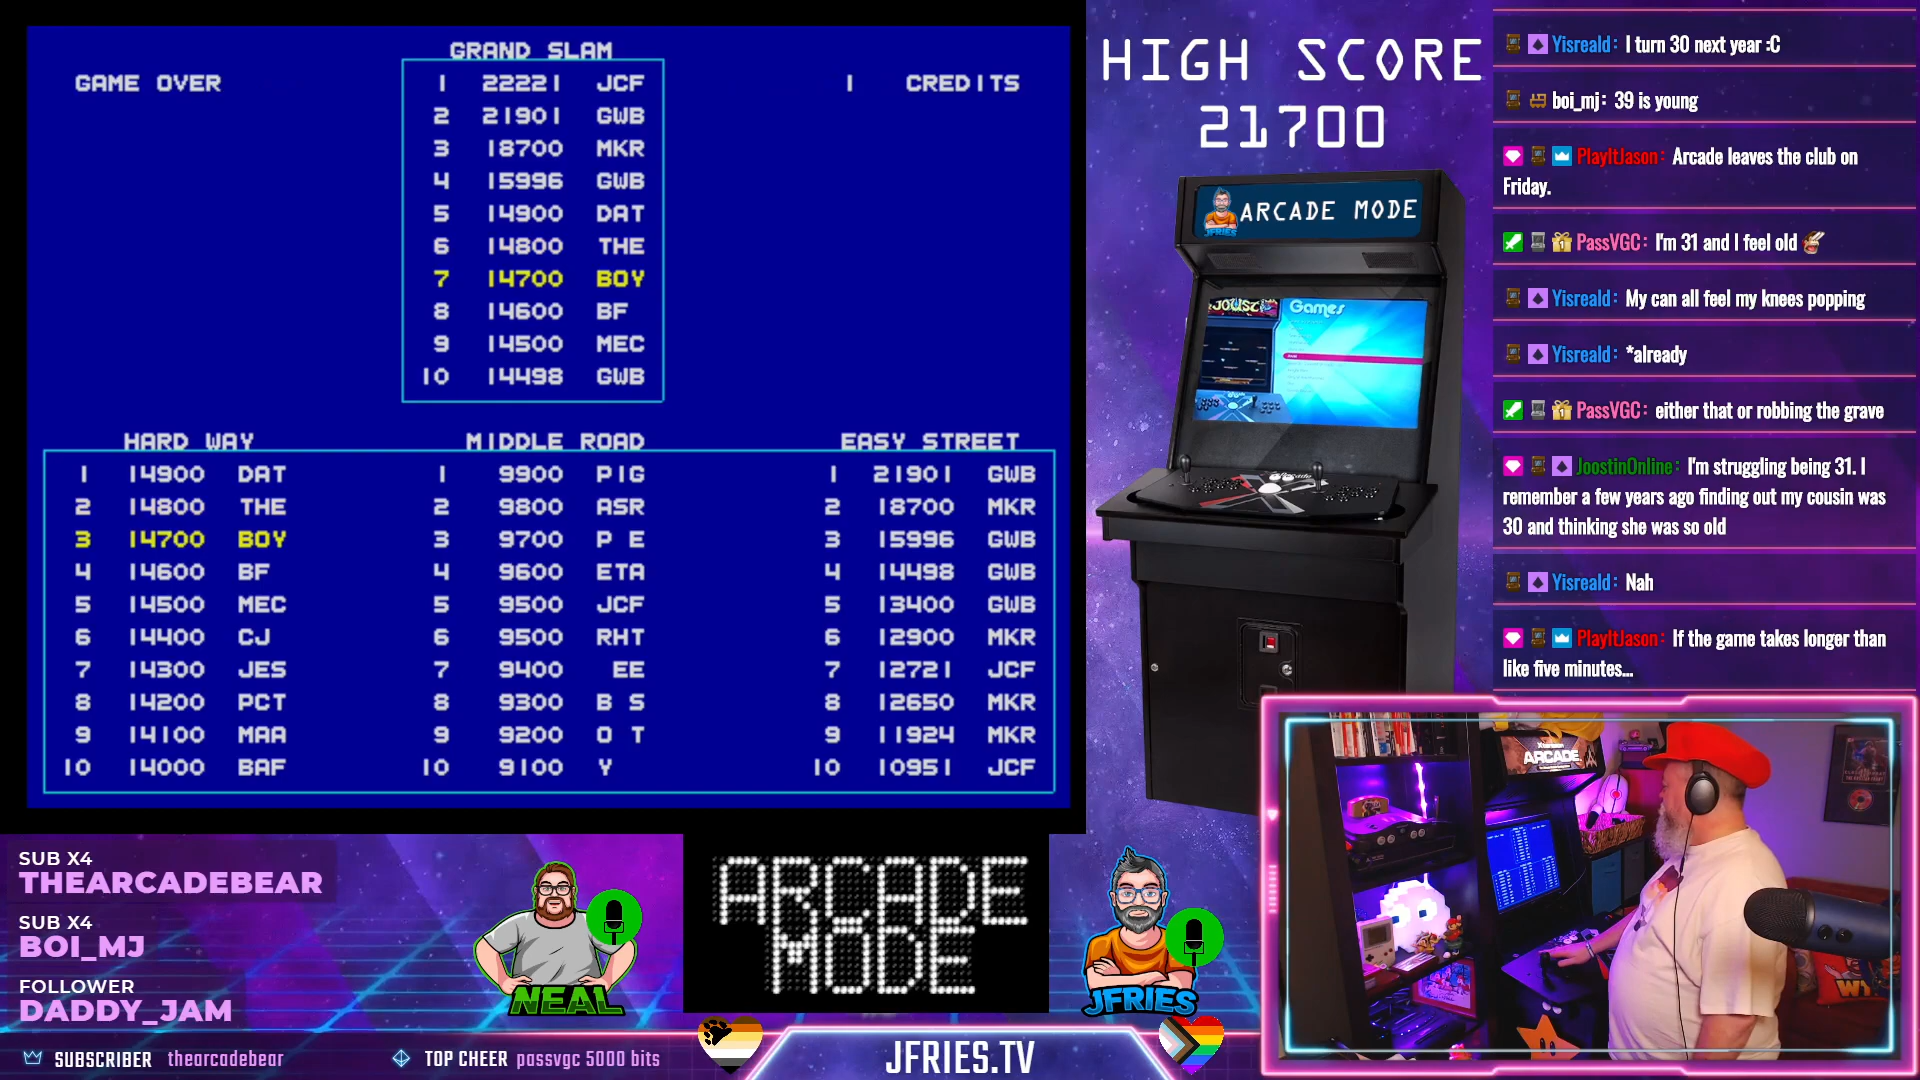 GRAND SLAM
GAME OVER
1 CREDITS
1 22221 JCF
2 21901 GWB
3 18700 MKR
4 15996 GWB
5 14900 DAT
6 14800 THE
7 14700 BOY
8 14600 BF
9 14500 MEC
10 14498 GWB
HARD WAY
1 14900 DAT
2 14800 THE
3 14700 BOY
4 14600 BF
5 14500 MEC
6 14400 CJ
7 14300 JES
8 14200 PCT
9 14100 MAA
10 14000 BAF
MIDDLE ROAD
1 9900 PIG
2 9800 ASR
3 9700 P E
4 9600 ETA
5 9500 JCF
6 9500 RHT
7 9400 EE
8 9300 B S
9 9200 O T
10 9100 Y
EASY STREET
1 21901 GWB
2 18700 MKR
3 15996 GWB
4 14498 GWB
5 13400 GWB
6 12900 MKR
7 12721 JCF
8 12650 MKR
9 11924 MKR
10 10951 JCF
HIGH SCORE
21700
JFRIES
ARCADE MODE
JOUST
Games
Yisreald: I turn 30 next year :C
boi_mj: 39 is young
PlayItJason: Arcade leaves the club on
Friday.
PassVGC: I'm 31 and I feel old
Yisreald: My can all feel my knees popping
Yisreald: *already
PassVGC: either that or robbing the grave
JoostinOnline: I'm struggling being 31. I
remember a few years ago finding out my cousin was
30 and thinking she was so old
Yisreald: Nah
PlayItJason: If the game takes longer than
like five minutes...
ARCADE
SUB X4
THEARCADEBEAR
SUB X4
BOI_MJ
FOLLOWER
DADDY_JAM
NEAL
ARCADE
MODE
JFRIES
SUBSCRIBER thearcadebear
TOP CHEER passvgc 5000 bits
JFRIES.TV